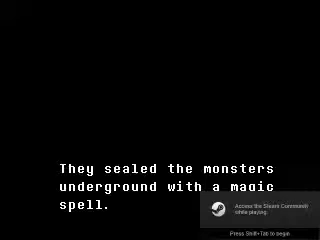 They sealed the monsters
underground with a magic
spell.
Access the Steam Community
while playing.
Press Shift+Tab to begin